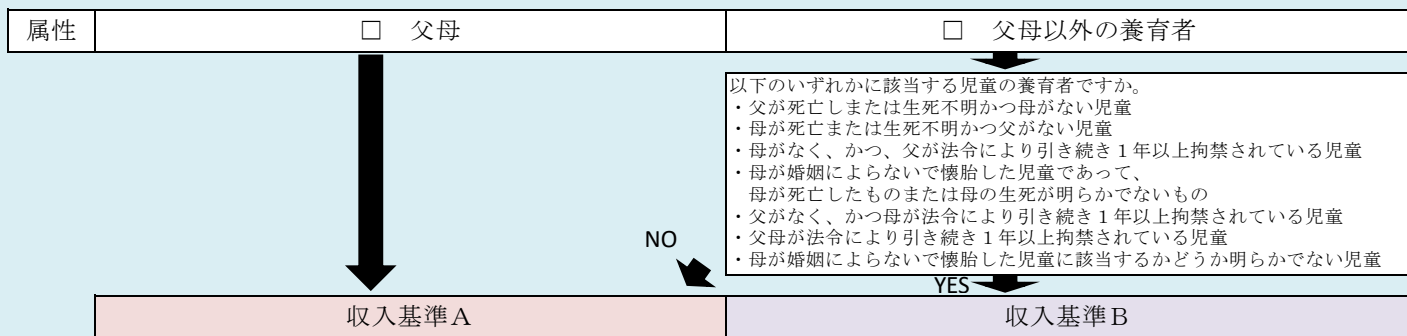 属性 □ 父母 □ 父母以外の養育者
以下のいずれかに該当する児童の養育者ですか。
・父が死亡しまたは生死不明かつ母がない児童
・母が死亡または生死不明かつ父がない児童
・母がなく、かつ、父が法令により引き続き１年以上拘禁されている児童
・母が婚姻によらないで懐胎した児童であって、
母が死亡したものまたは母の生死が明らかでないもの
・父がなく、かつ母が法令により引き続き１年以上拘禁されている児童
・父母が法令により引き続き１年以上拘禁されている児童
・母が婚姻によらないで懐胎した児童に該当するかどうか明らかでない児童
NO
YES
収入基準Ａ 収入基準Ｂ